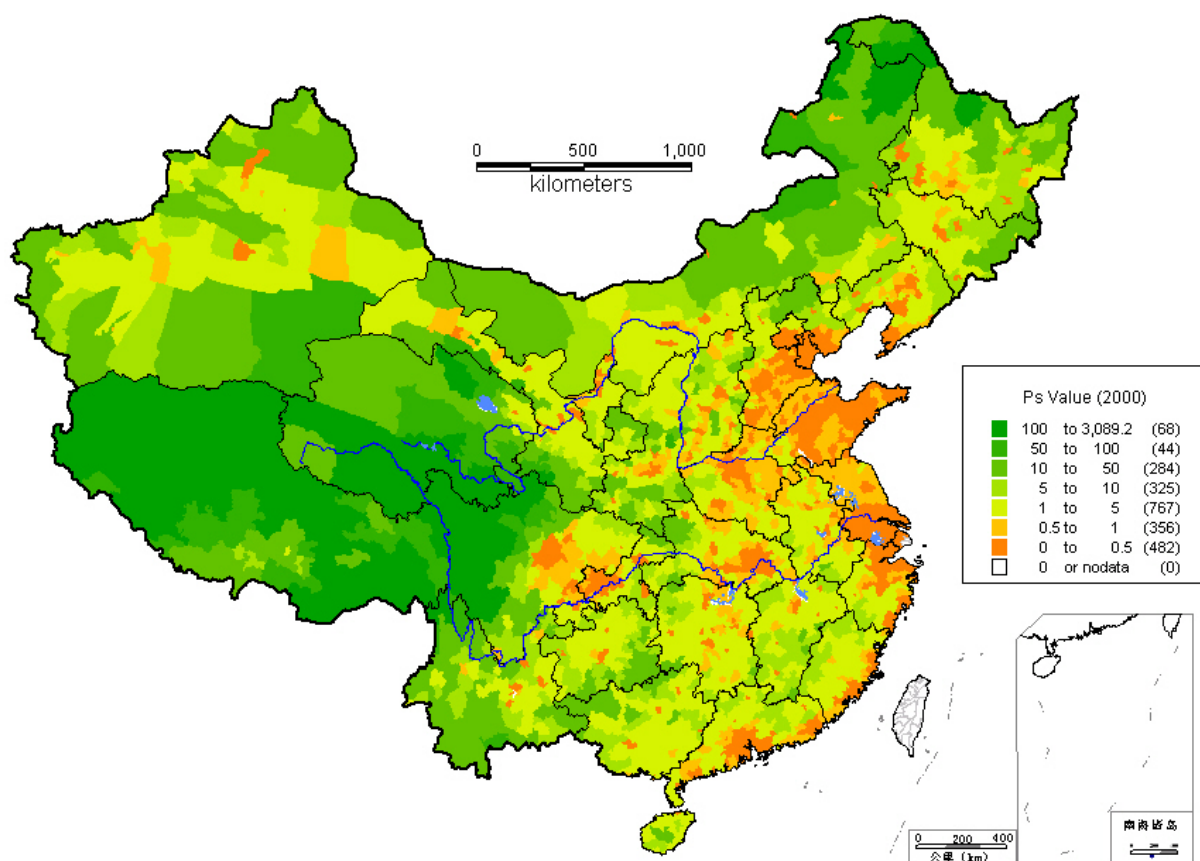 0 500 1,000
kilometers
Ps Value (2000)
100 to 3,089.2 (68)
50 to 100 (44)
10 to 50 (284)
5 to 10 (325)
1 to 5 (767)
0.5 to 1 (356)
0 to 0.5 (482)
0 or nodata (0)
0 200 400
公里 (km)
南海诸岛